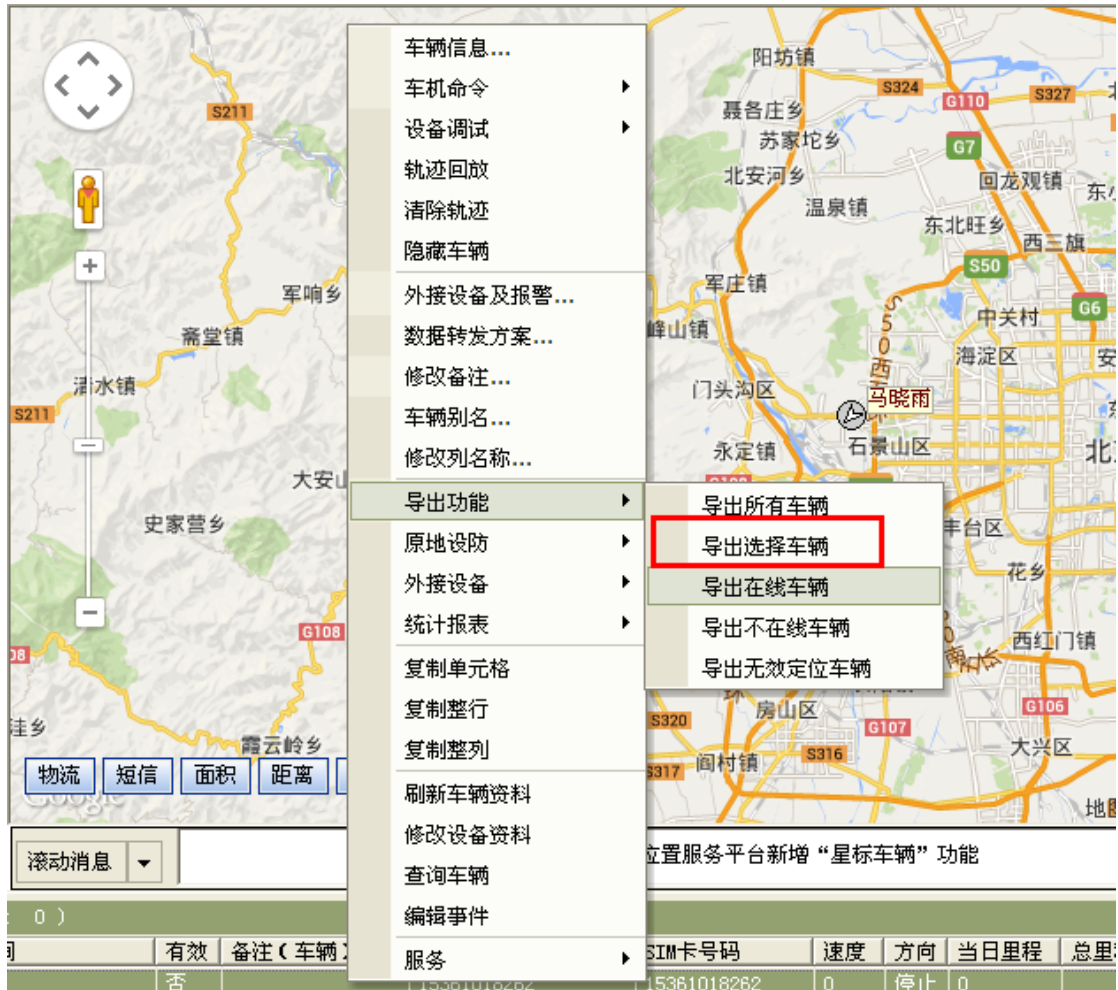 车辆信息...
车机命令
设备调试
轨迹回放
清除轨迹
隐藏车辆
外接设备及报警...
数据转发方案...
修改备注...
车辆别名...
修改列名称...
导出功能
原地设防
外接设备
统计报表
复制单元格
复制整行
复制整列
刷新车辆资料
修改设备资料
查询车辆
编辑事件
服务
导出所有车辆
导出选择车辆
导出在线车辆
导出不在线车辆
导出无效定位车辆
S211
军响乡
斋堂镇
清水镇
S211
史家营乡
G108
霞云岭乡
阳坊镇
S324
G110
S327
聂各庄乡
苏家坨乡
G7
北安河乡
回龙观镇
温泉镇
东北旺乡
西三旗
S50
军庄镇
G6
中关村
海淀区
门头沟区
马晓雨
石景山区
永定镇
丰台区
花乡
西红门镇
房山区
G106
S320
G107
大兴区
S316
阎村镇
S317
物流
短信
面积
距离
Google
滚动消息
位置服务平台新增“星标车辆”功能
0 )
有效
备注(车辆)
SIM卡号码
速度
方向
当日里程
否
15361018262
15361018262
0
停止
0